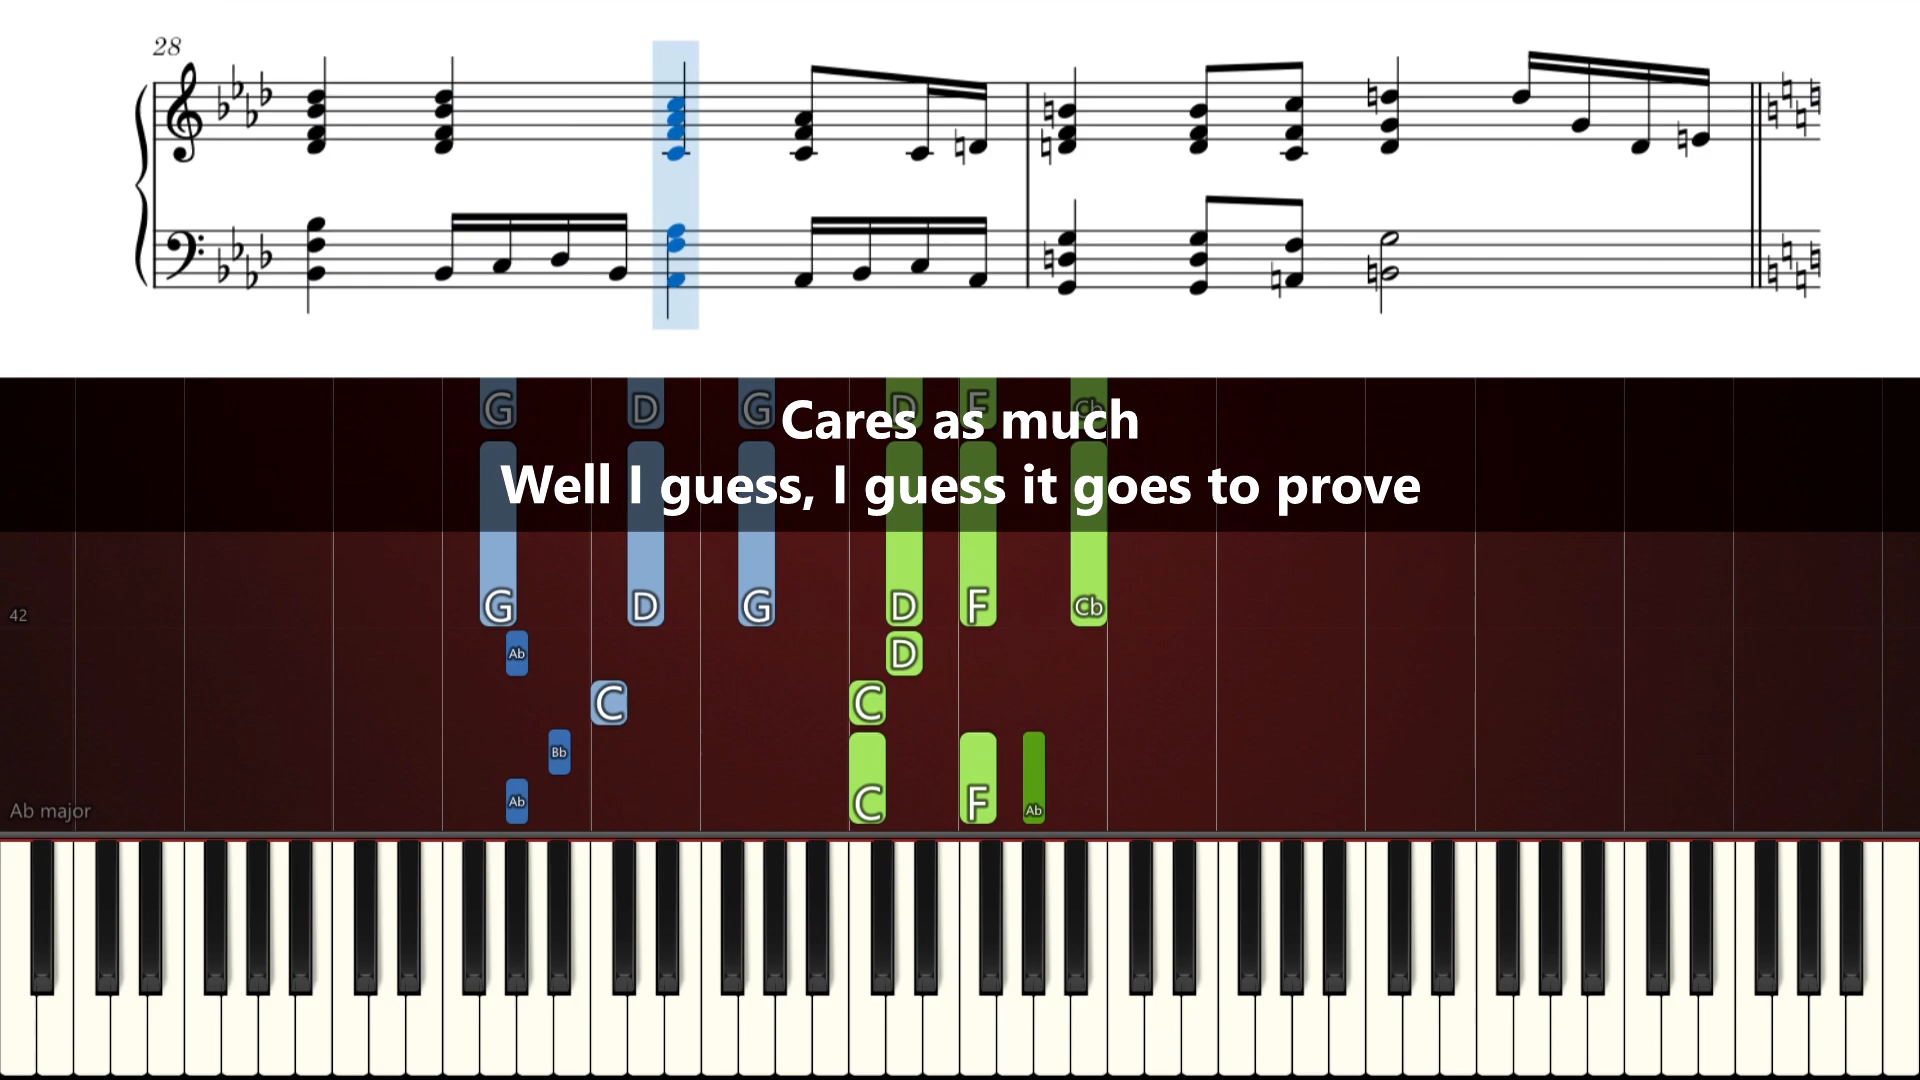 28
G D G D F Cb
Cares as much
Well I guess, I guess it goes to prove
G D G D F Cb
42
Ab D
C C
Bb
Ab C F Ab
Ab major